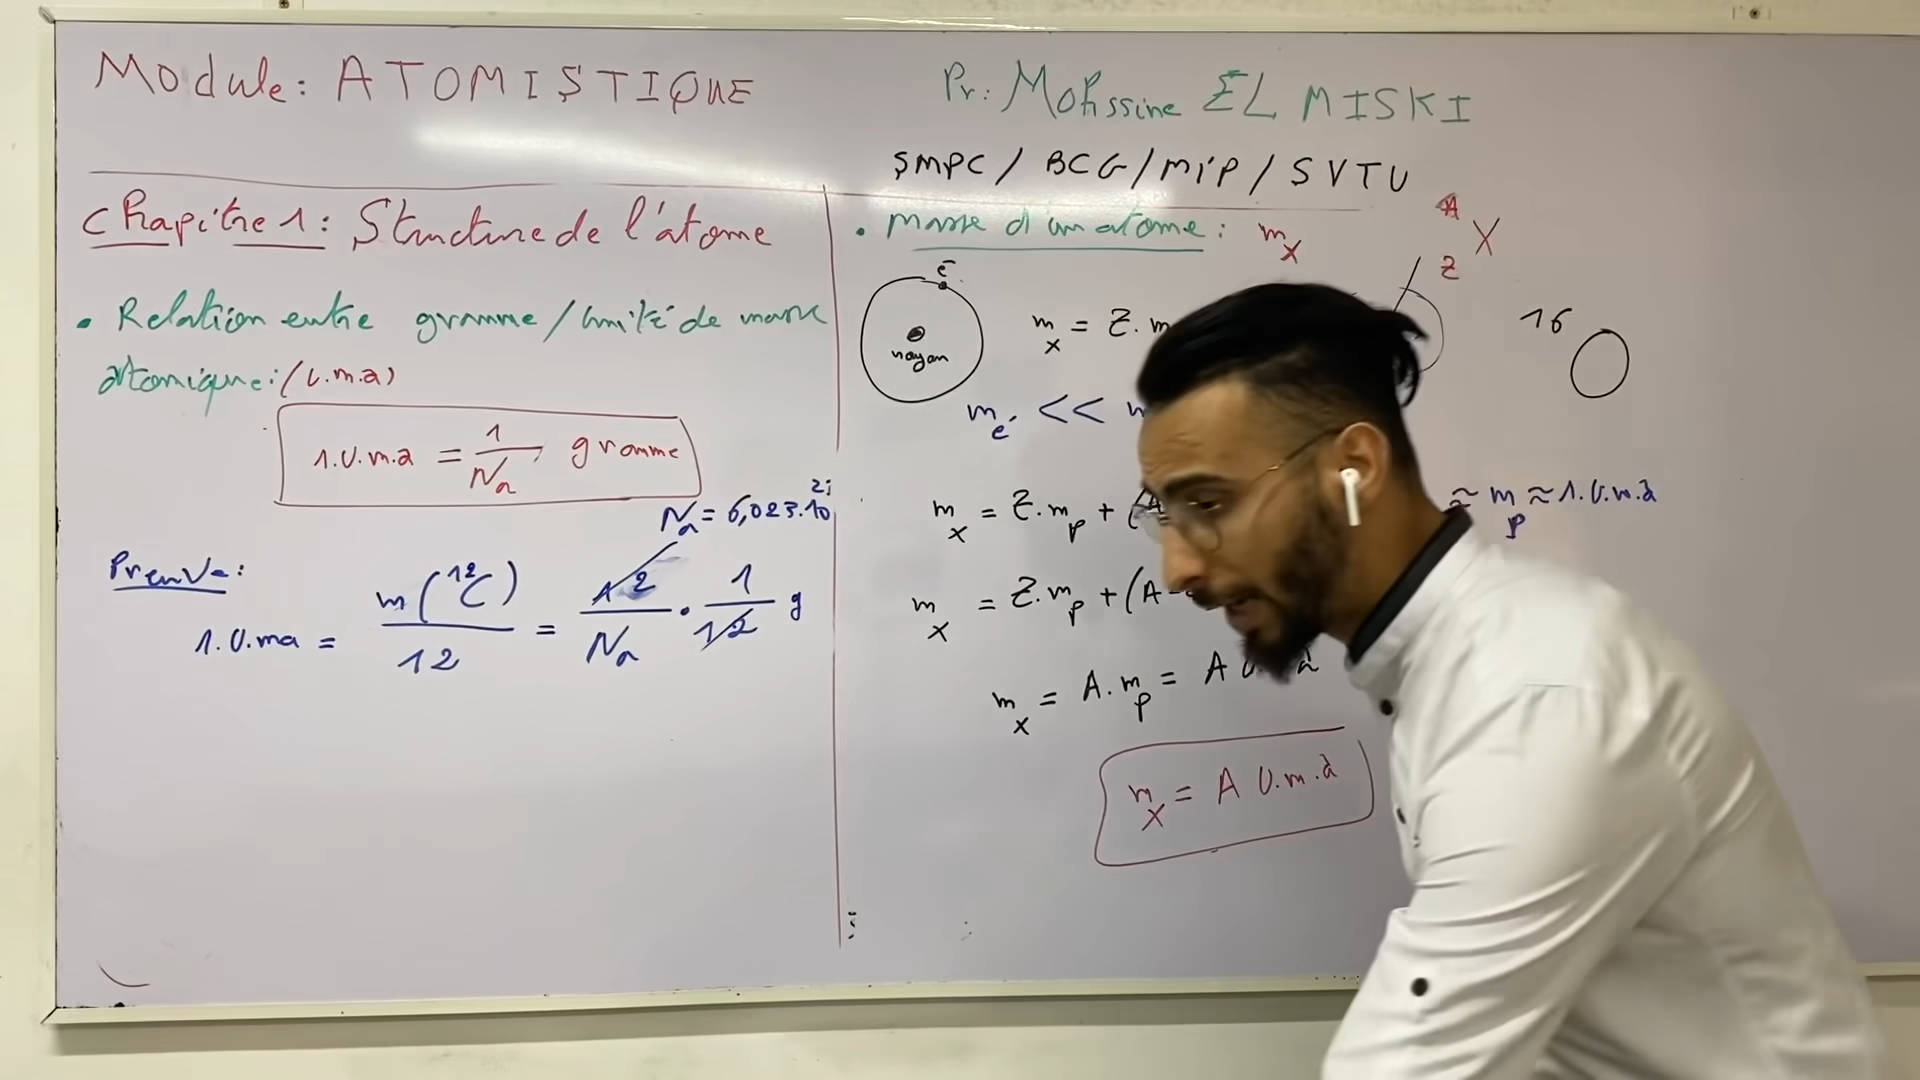 Module: ATOMISTIQUE
Pr: Mohssine EL MISKI
SMPC / BCG / MIP / SVTU
Chapitre 1: Structure de l'atome
• Relation entre gramme / unité de masse
atomique: (U.m.a)
1.U.m.a = 1/Na gramme
Na = 6,023.10²³
Preuve:
1.U.ma = m(¹²C)/12 = 12/Na • 1/12 g
• masse d'un atome: mX
A
Z X
e⁻
noyau
mX = Z.m
16 O
me⁻ <<
mX = Z.mp + (A
≈ mp ≈ 1.U.m.a
mX = Z.mp + (A-
mX = A.mp = A U a
mX = A U.m.a